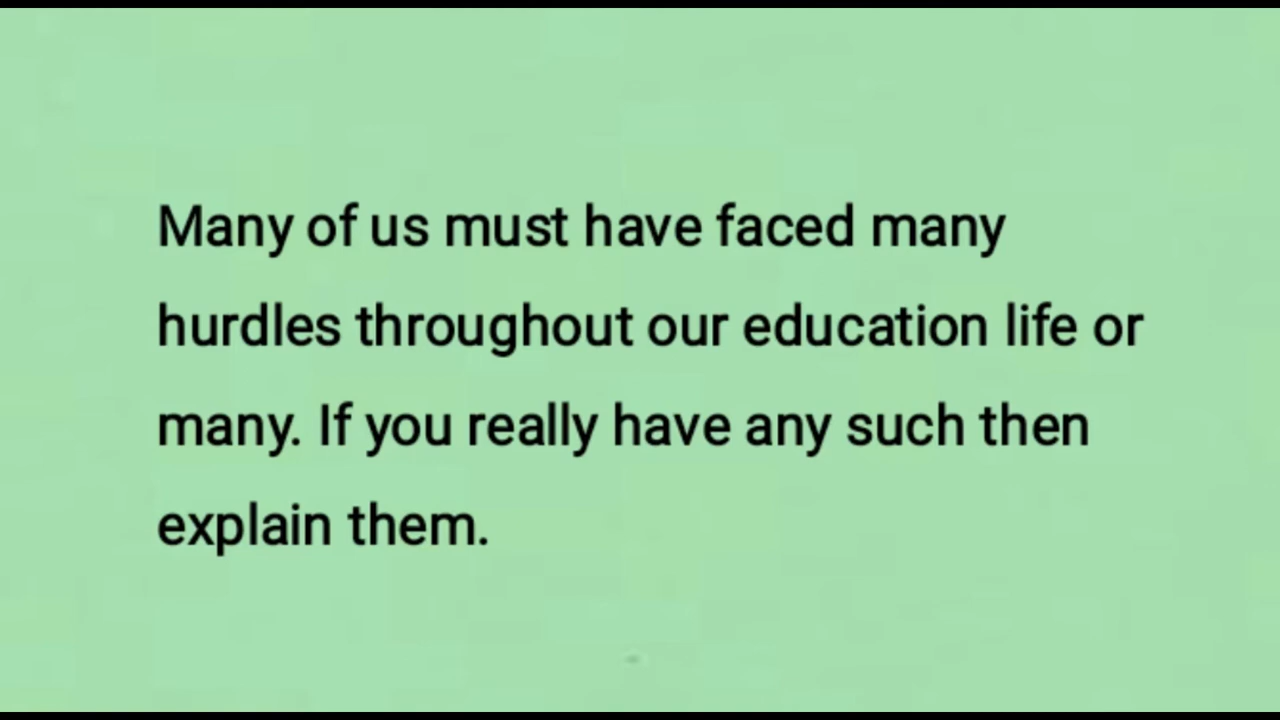 Many of us must have faced many
hurdles throughout our education life or
many. If you really have any such then
explain them.